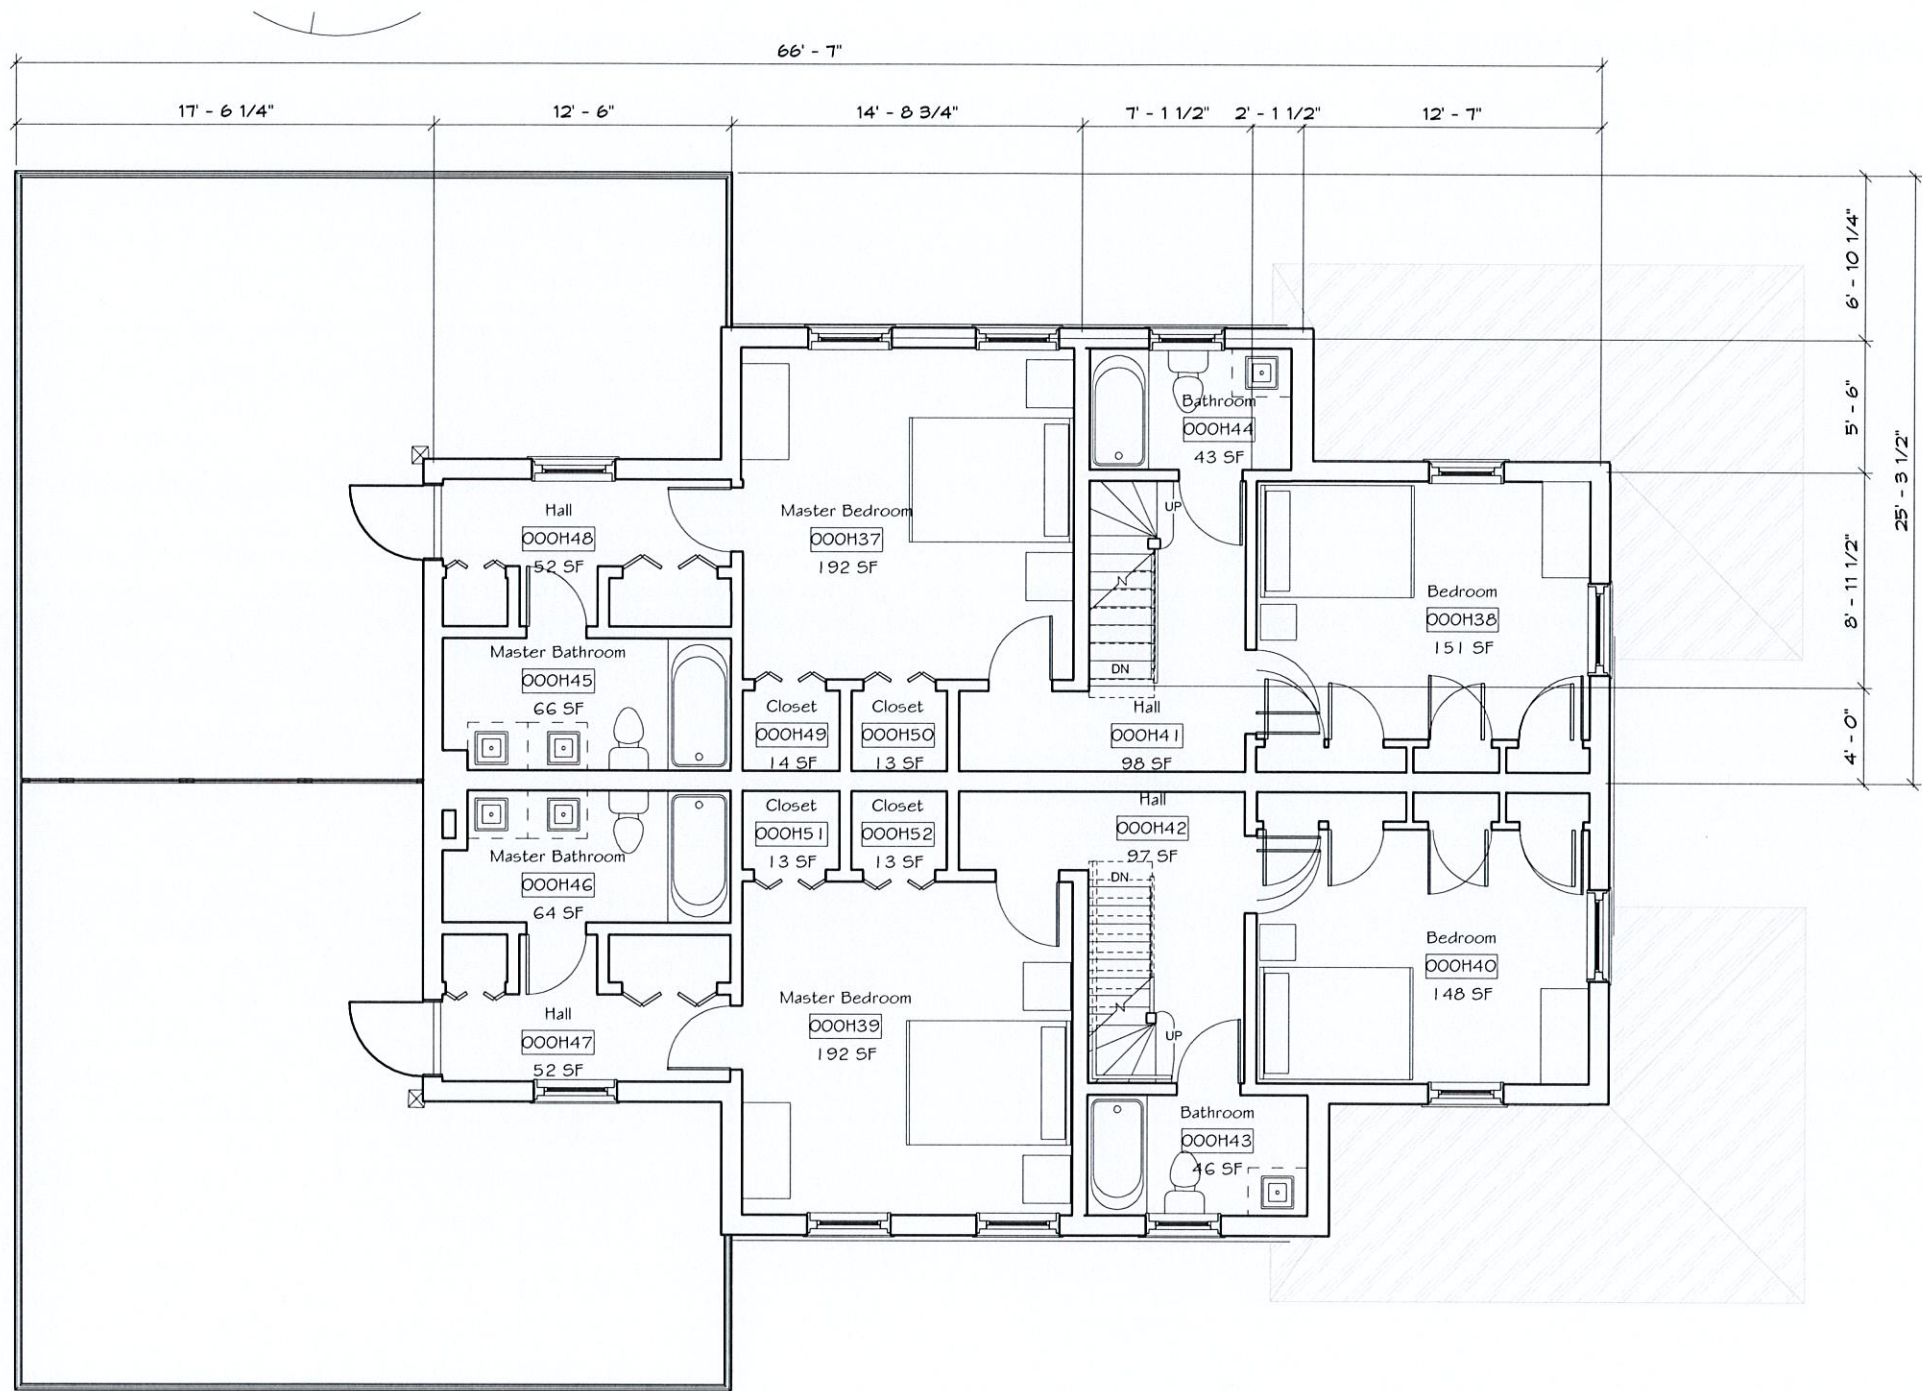 66' - 7"
17' - 6 1/4"
12' - 6"
14' - 8 3/4"
7' - 1 1/2"
2' - 1 1/2"
12' - 7"
6' - 10 1/4"
5' - 6"
8' - 11 1/2"
4' - 0"
25' - 3 1/2"
Bathroom
000H44
43 SF
Hall
000H48
52 SF
Master Bedroom
000H37
192 SF
UP
N
DN
Bedroom
000H38
151 SF
Master Bathroom
000H45
66 SF
Closet
000H49
14 SF
Closet
000H50
13 SF
Hall
000H41
98 SF
Closet
000H51
13 SF
Closet
000H52
13 SF
Hall
000H42
97 SF
Master Bathroom
000H46
64 SF
DN
N
UP
Bedroom
000H40
148 SF
Hall
000H47
52 SF
Master Bedroom
000H39
192 SF
Bathroom
000H43
46 SF